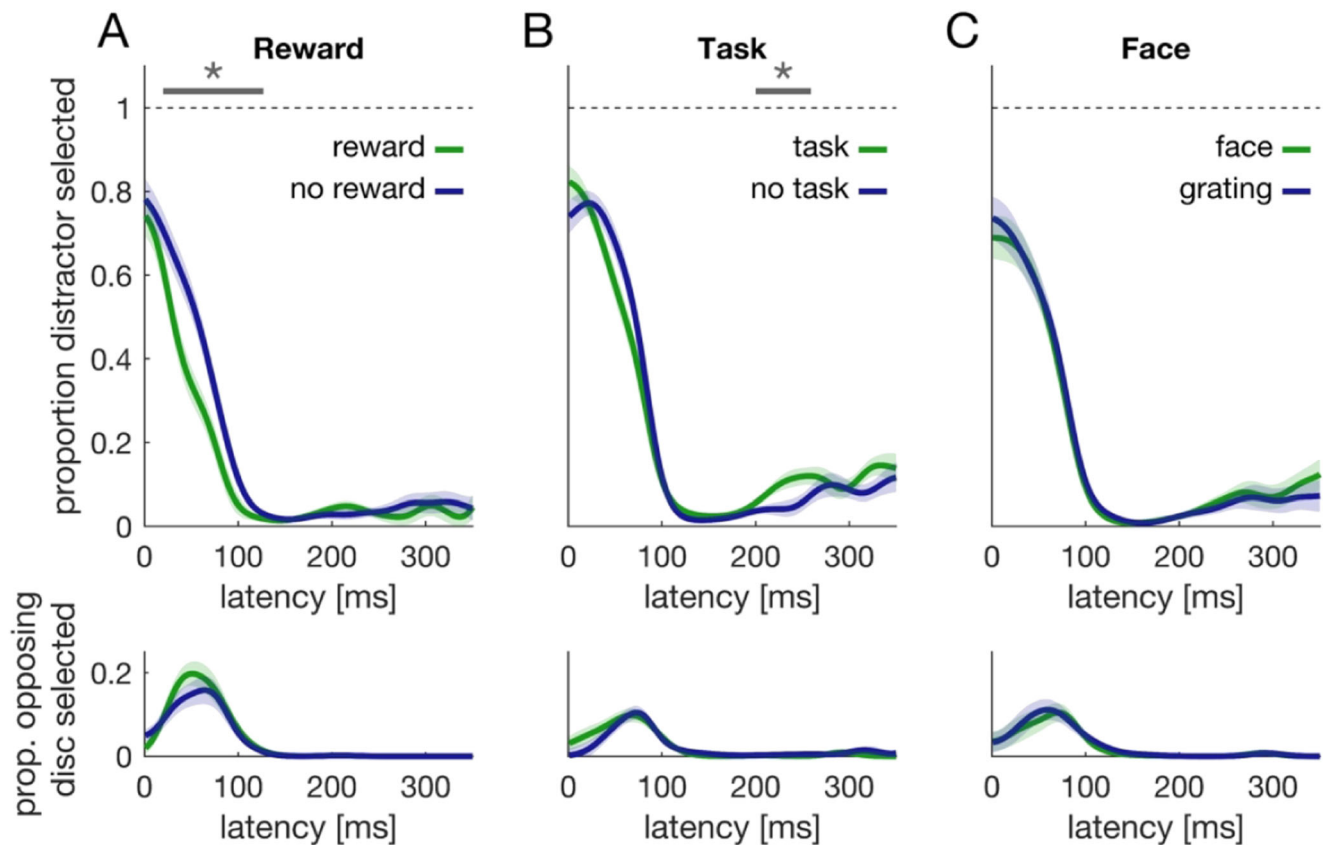 A
Reward
*
B
Task
*
C
Face
proportion distractor selected
1
0.8
0.6
0.4
0.2
0
reward
no reward
task
no task
face
grating
0 100 200 300
latency [ms]
0 100 200 300
latency [ms]
0 100 200 300
latency [ms]
prop. opposing
disc selected
0.2
0
0 100 200 300
latency [ms]
0 100 200 300
latency [ms]
0 100 200 300
latency [ms]